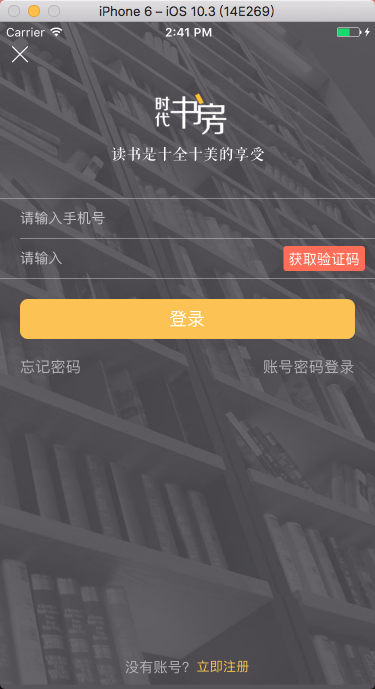 iPhone 6 – iOS 10.3 (14E269)
Carrier 2:41 PM
时代书房
读书是十全十美的享受
请输入手机号
请输入 获取验证码
登录
忘记密码 账号密码登录
没有账号? 立即注册